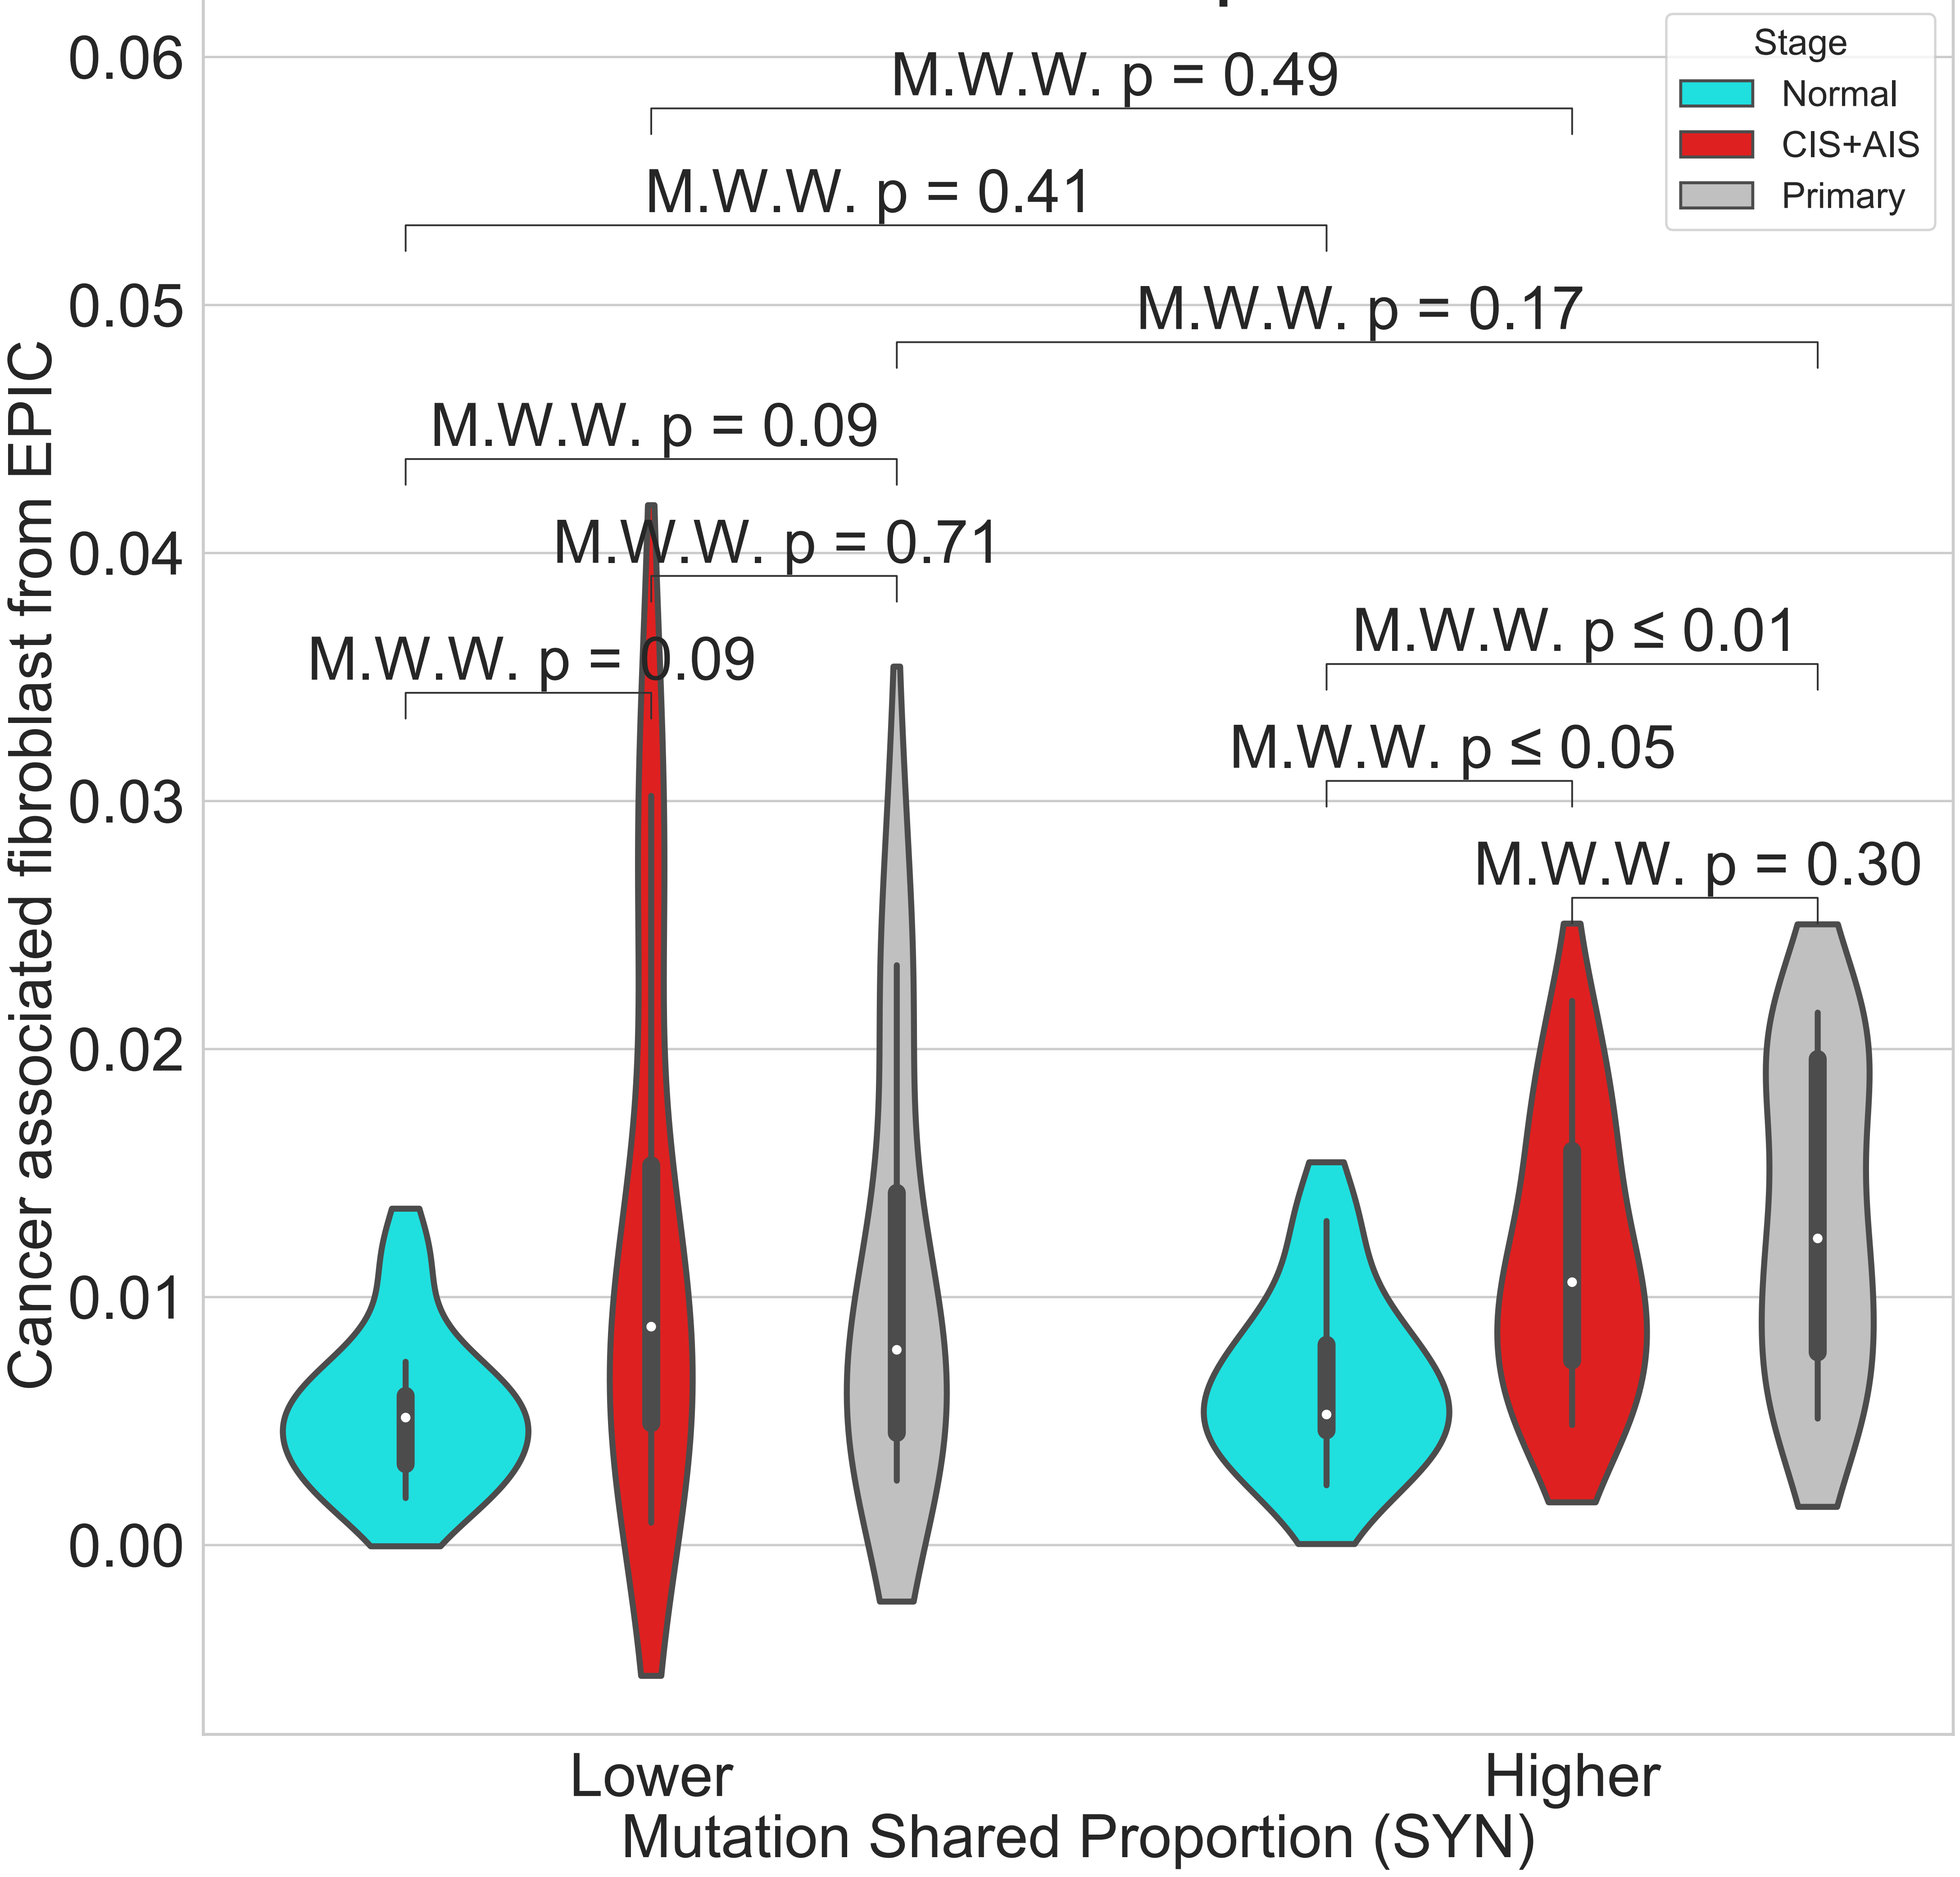 0.06
0.05
0.04
0.03
0.02
0.01
0.00
Cancer associated fibroblast from EPIC
Stage
Normal
CIS+AIS
Primary
M.W.W. p = 0.49
M.W.W. p = 0.41
M.W.W. p = 0.17
M.W.W. p = 0.09
M.W.W. p = 0.71
M.W.W. p = 0.09
M.W.W. p ≤ 0.01
M.W.W. p ≤ 0.05
M.W.W. p = 0.30
Lower
Higher
Mutation Shared Proportion (SYN)